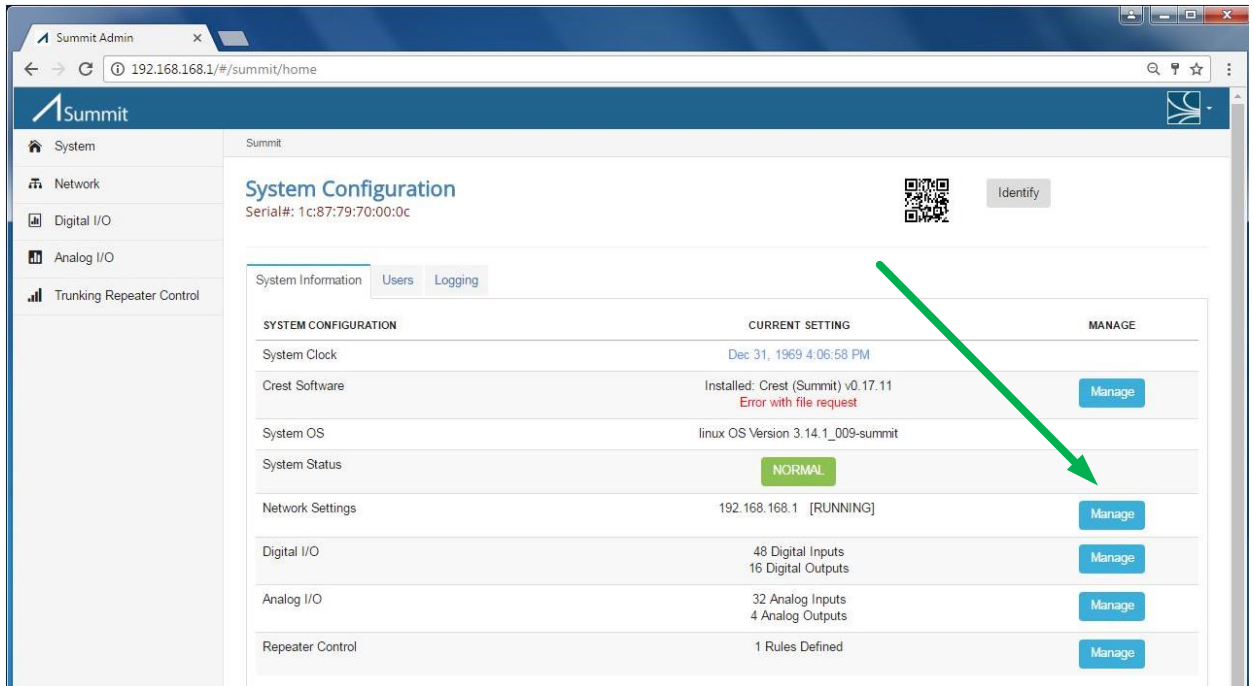 Summit Admin
192.168.168.1/#/summit/home
Summit
System
Network
Digital I/O
Analog I/O
Trunking Repeater Control
Summit
System Configuration
Serial#: 1c:87:79:70:00:0c
Identify
System Information Users Logging
SYSTEM CONFIGURATION CURRENT SETTING MANAGE
System Clock Dec 31, 1969 4:06:58 PM
Crest Software Installed: Crest (Summit) v0.17.11 Manage
Error with file request
System OS linux OS Version 3.14.1_009-summit
System Status NORMAL
Network Settings 192.168.168.1 [RUNNING] Manage
Digital I/O 48 Digital Inputs Manage
16 Digital Outputs
Analog I/O 32 Analog Inputs Manage
4 Analog Outputs
Repeater Control 1 Rules Defined Manage